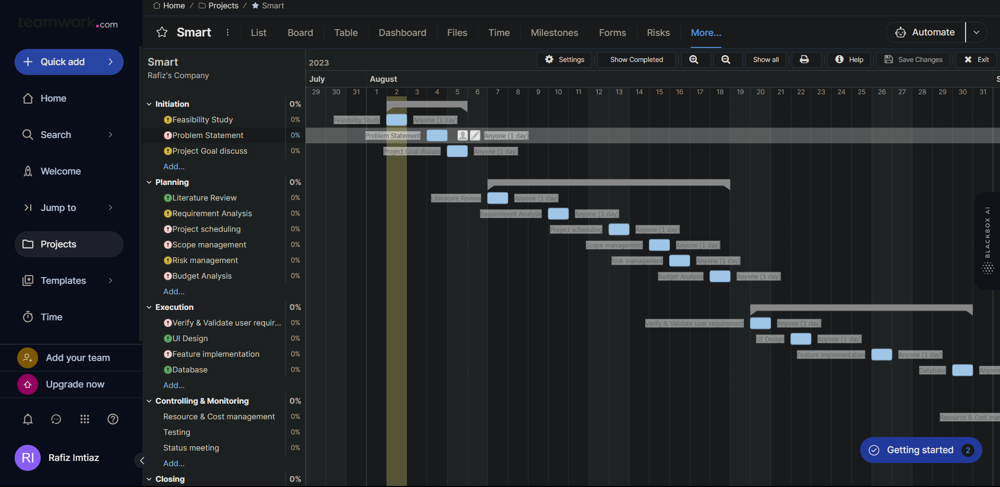 Home / Projects / Smart
teamwork.com
Smart List Board Table Dashboard Files Time Milestones Forms Risks More... Automate
Quick add
Home
Search
Welcome
Jump to
Projects
Templates
Time
Add your team
Upgrade now
RI Rafiz Imtiaz
Smart
Rafiz's Company
Settings Show Completed Show all Help Save Changes Exit
2023
July August S
29 30 31 1 2 3 4 5 6 7 8 9 10 11 12 13 14 15 16 17 18 19 20 21 22 23 24 25 26 27 28 29 30 31
Initiation 0%
Feasibility Study 0% Feasibility Study Anyone (1 day)
Problem Statement 0% Problem Statement Anyone (1 day)
Project Goal discuss 0% Project Goal discuss Anyone (1 day)
Add...
Planning 0%
Literature Review 0% Literature Review Anyone (1 day)
Requirement Analysis 0% Requirement Analysis Anyone (1 day)
Project scheduling 0% Project scheduling Anyone (1 day)
Scope management 0% Scope management Anyone (1 day)
Risk management 0% Risk management Anyone (1 day)
Budget Analysis 0% Budget Analysis Anyone (1 day)
Add...
Execution 0%
Verify & Validate user requir... 0% Verify & Validate user requirement Anyone (1 day)
UI Design 0% UI Design Anyone (1 day)
Feature implementation 0% Feature implementation Anyone (1 day)
Database 0% Database Anyone
Add...
Controlling & Monitoring 0%
Resource & Cost management 0% Resource & Cost mar
Testing 0%
Status meeting 0%
Add...
Closing 0%
BLACKBOX AI
Getting started 2